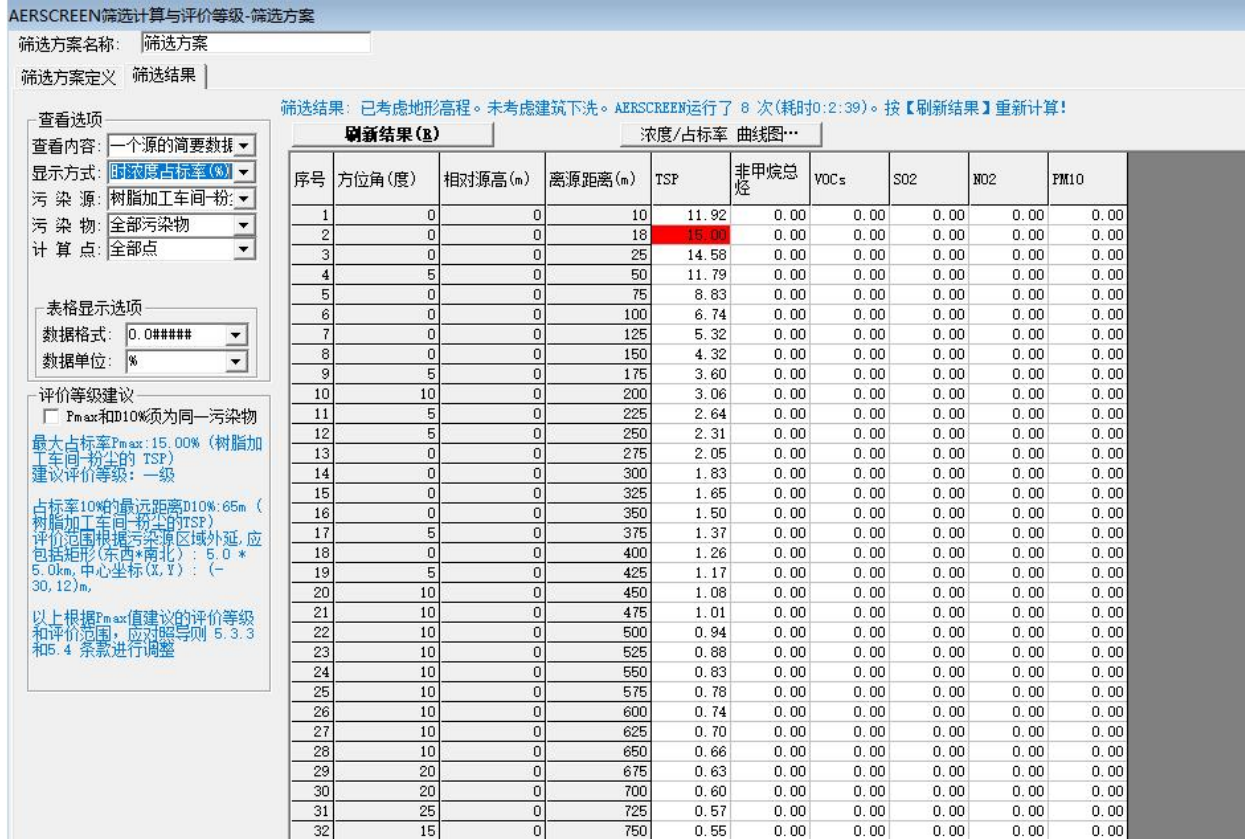 AERSCREEN筛选计算与评价等级-筛选方案
筛选方案名称: 筛选方案
筛选方案定义 筛选结果
筛选结果: 已考虑地形高程。未考虑建筑下洗。AERSCREEN运行了 8 次(耗时0:2:39)。按【刷新结果】重新计算!
查看选项
查看内容: 一个源的简要数据
显示方式: 时浓度占标率(%)
污 染 源: 树脂加工车间-粉尘
污 染 物: 全部污染物
计 算 点: 全部点
表格显示选项
数据格式: 0.0#####
数据单位: %
评价等级建议
Pmax和D10%须为同一污染物
最大占标率Pmax:15.00% (树脂加
工车间-粉尘的 TSP)
建议评价等级: 一级
占标率10%的最远距离D10%:65m (
树脂加工车间-粉尘的TSP)
评价范围根据污染源区域外延,应
包括矩形(东西*南北) : 5.0 *
5.0km,中心坐标(X,Y) : (-
30,12)m,
以上根据Pmax值建议的评价等级
和评价范围, 应对照导则 5.3.3
和5.4 条款进行调整
刷新结果(R) 浓度/占标率 曲线图…
序号 方位角(度) 相对源高(m) 离源距离(m) TSP 非甲烷总烃 VOCs SO2 NO2 PM10
1 0 0 10 11.92 0.00 0.00 0.00 0.00 0.00
2 0 0 18 15.00 0.00 0.00 0.00 0.00 0.00
3 0 0 25 14.58 0.00 0.00 0.00 0.00 0.00
4 5 0 50 11.79 0.00 0.00 0.00 0.00 0.00
5 0 0 75 8.83 0.00 0.00 0.00 0.00 0.00
6 0 0 100 6.74 0.00 0.00 0.00 0.00 0.00
7 0 0 125 5.32 0.00 0.00 0.00 0.00 0.00
8 0 0 150 4.32 0.00 0.00 0.00 0.00 0.00
9 5 0 175 3.60 0.00 0.00 0.00 0.00 0.00
10 10 0 200 3.06 0.00 0.00 0.00 0.00 0.00
11 5 0 225 2.64 0.00 0.00 0.00 0.00 0.00
12 5 0 250 2.31 0.00 0.00 0.00 0.00 0.00
13 0 0 275 2.05 0.00 0.00 0.00 0.00 0.00
14 0 0 300 1.83 0.00 0.00 0.00 0.00 0.00
15 0 0 325 1.65 0.00 0.00 0.00 0.00 0.00
16 0 0 350 1.50 0.00 0.00 0.00 0.00 0.00
17 5 0 375 1.37 0.00 0.00 0.00 0.00 0.00
18 0 0 400 1.26 0.00 0.00 0.00 0.00 0.00
19 5 0 425 1.17 0.00 0.00 0.00 0.00 0.00
20 10 0 450 1.08 0.00 0.00 0.00 0.00 0.00
21 10 0 475 1.01 0.00 0.00 0.00 0.00 0.00
22 10 0 500 0.94 0.00 0.00 0.00 0.00 0.00
23 10 0 525 0.88 0.00 0.00 0.00 0.00 0.00
24 10 0 550 0.83 0.00 0.00 0.00 0.00 0.00
25 10 0 575 0.78 0.00 0.00 0.00 0.00 0.00
26 10 0 600 0.74 0.00 0.00 0.00 0.00 0.00
27 10 0 625 0.70 0.00 0.00 0.00 0.00 0.00
28 10 0 650 0.66 0.00 0.00 0.00 0.00 0.00
29 20 0 675 0.63 0.00 0.00 0.00 0.00 0.00
30 20 0 700 0.60 0.00 0.00 0.00 0.00 0.00
31 25 0 725 0.57 0.00 0.00 0.00 0.00 0.00
32 15 0 750 0.55 0.00 0.00 0.00 0.00 0.00